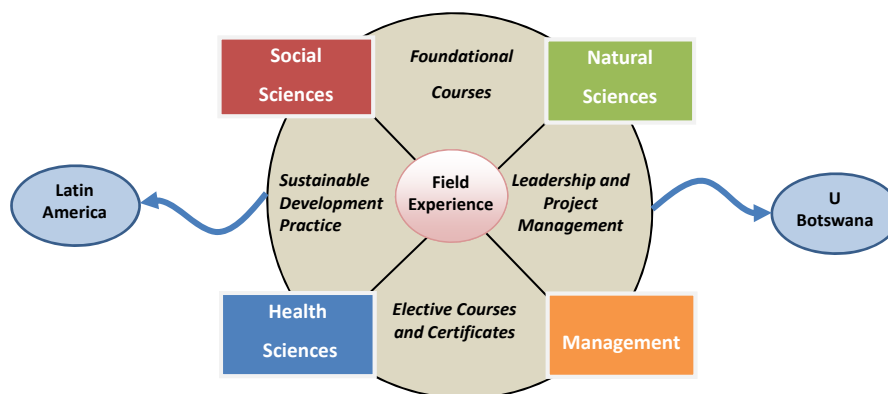 Social
Sciences
Foundational
Courses
Natural
Sciences
Latin
America
Sustainable
Development
Practice
Field
Experience
Leadership and
Project
Management
U
Botswana
Health
Sciences
Elective Courses
and Certificates
Management